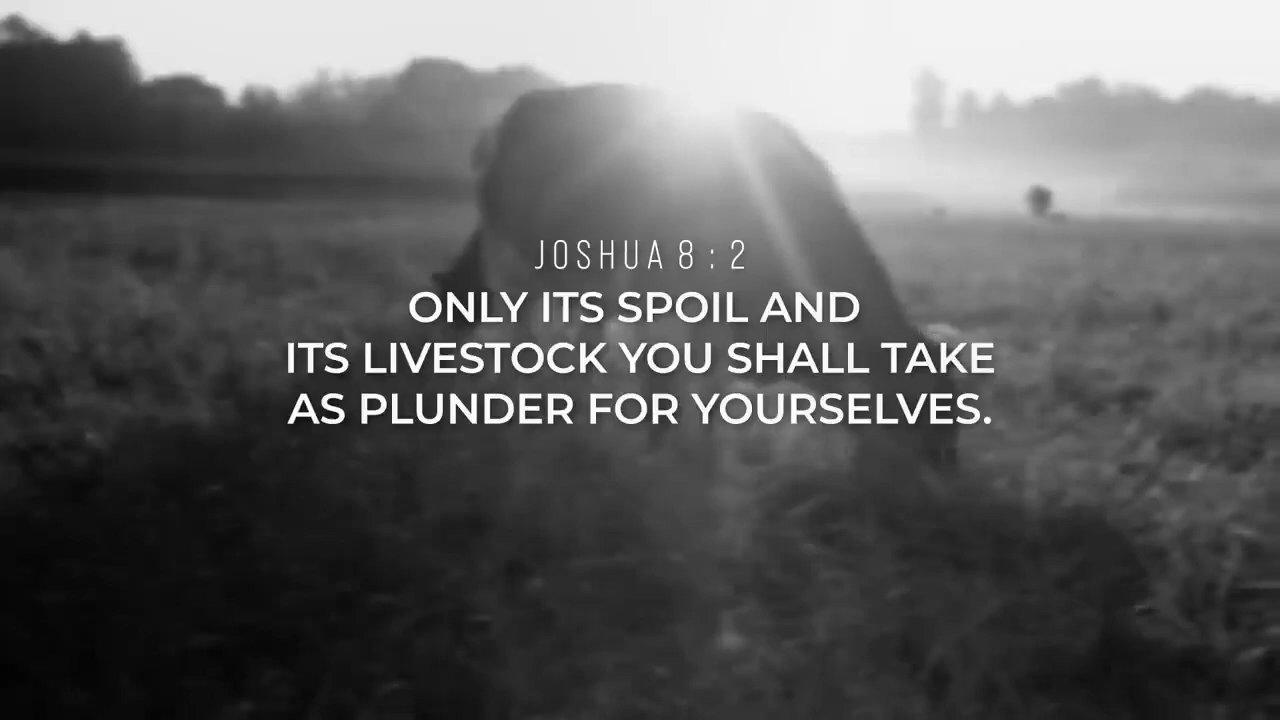 JOSHUA 8 : 2
ONLY ITS SPOIL AND
ITS LIVESTOCK YOU SHALL TAKE
AS PLUNDER FOR YOURSELVES.